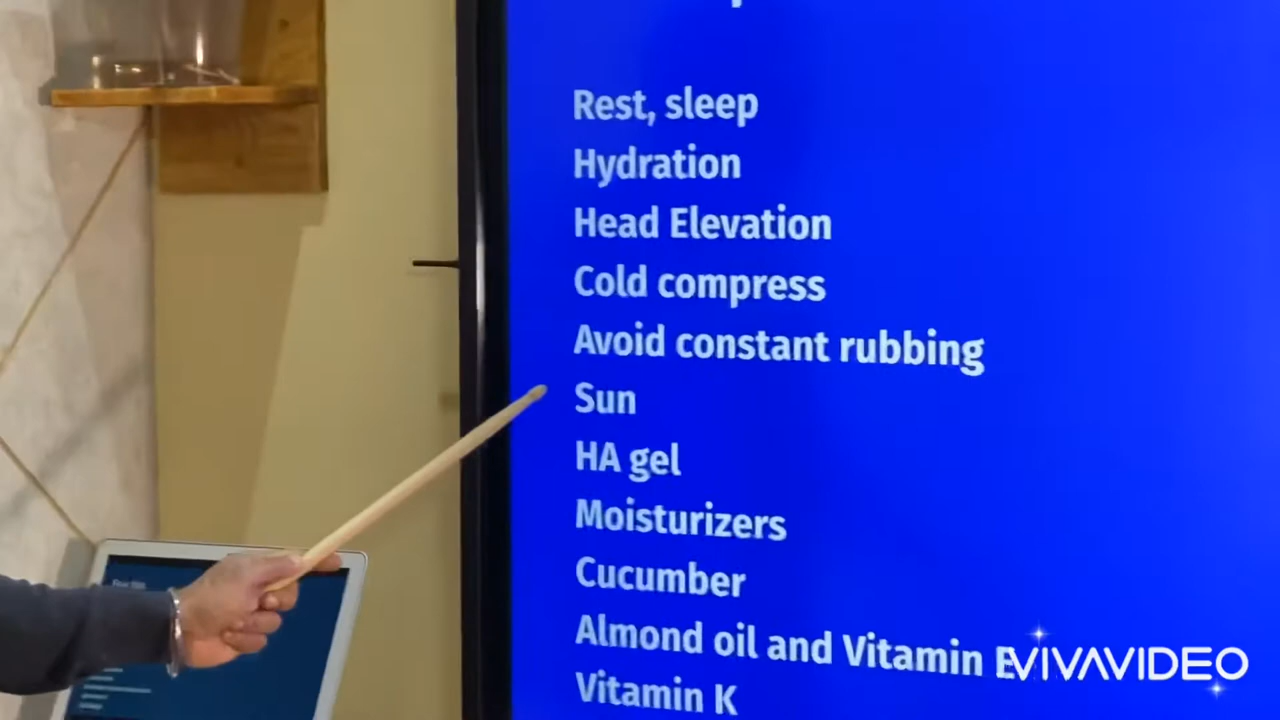 Rest, sleep
Hydration
Head Elevation
Cold compress
Avoid constant rubbing
Sun
HA gel
Moisturizers
Cucumber
Almond oil and Vitamin E
Vitamin K
VIVAVIDEO